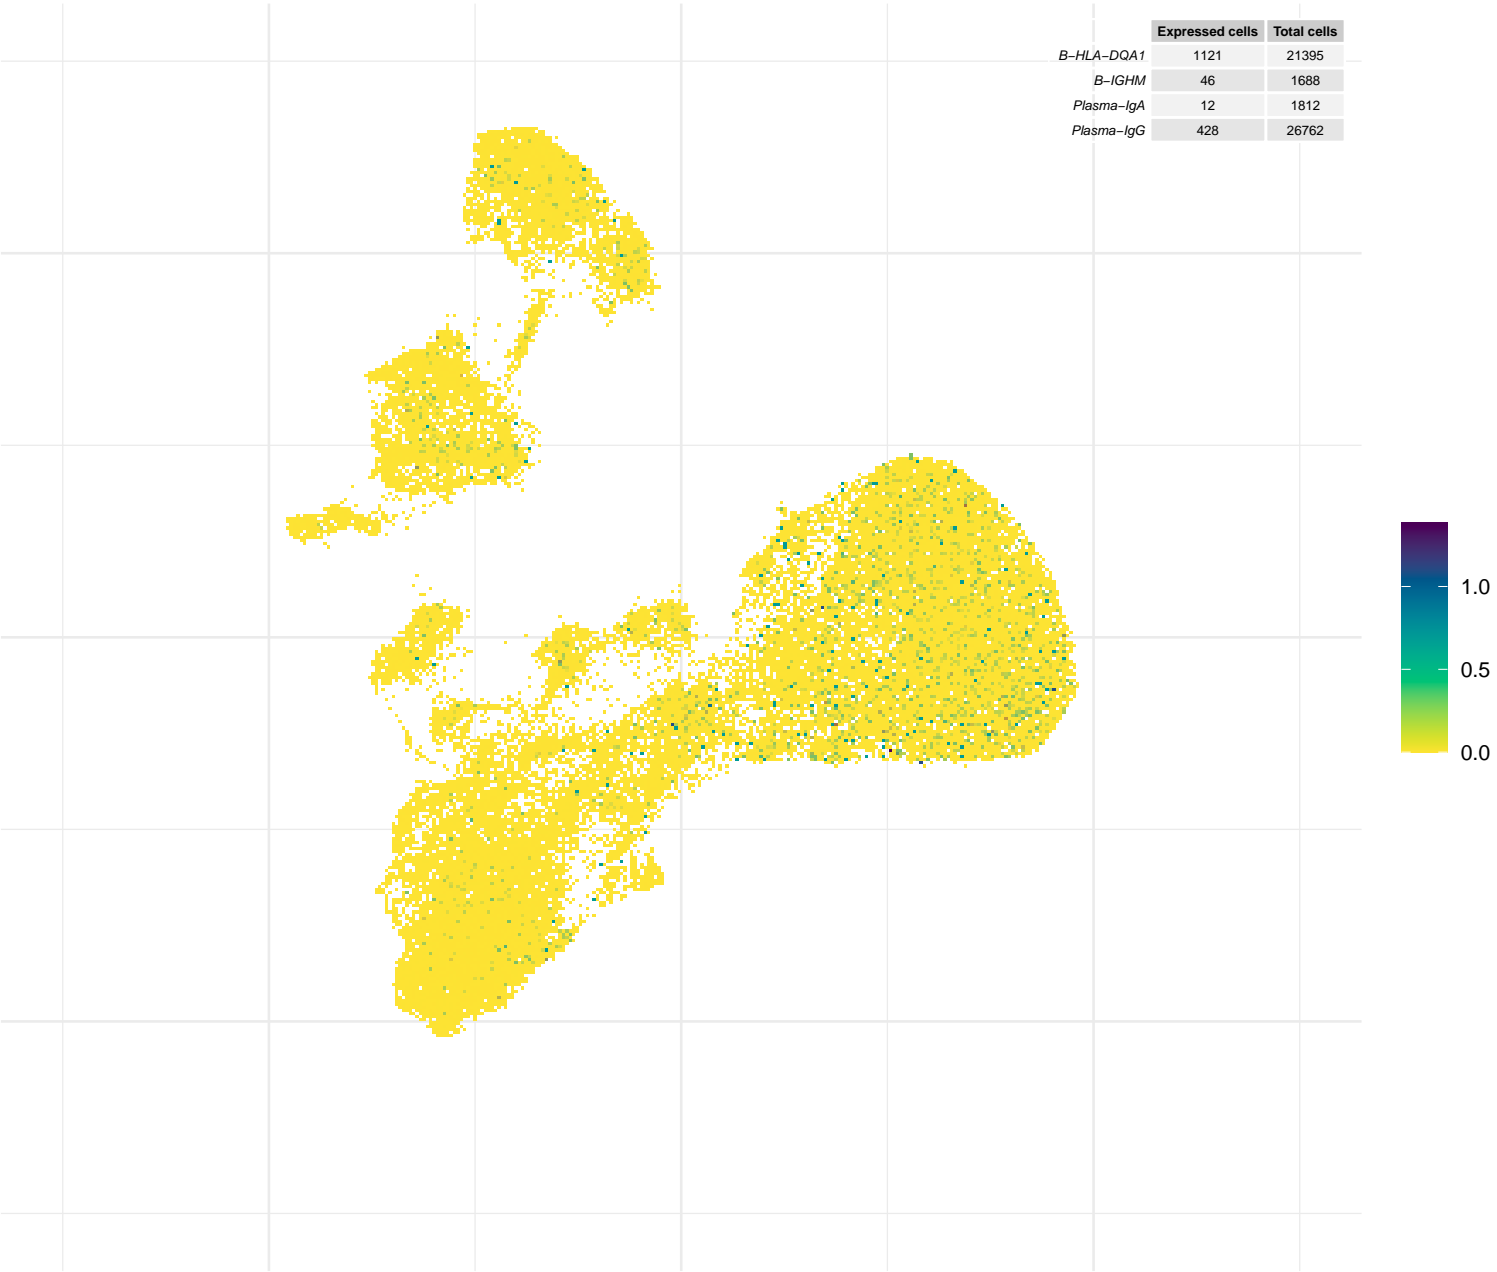 Expressed cells Total cells
B-HLA-DQA1 1121 21395
B-IGHM 46 1688
Plasma-IgA 12 1812
Plasma-IgG 428 26762
1.0
0.5
0.0